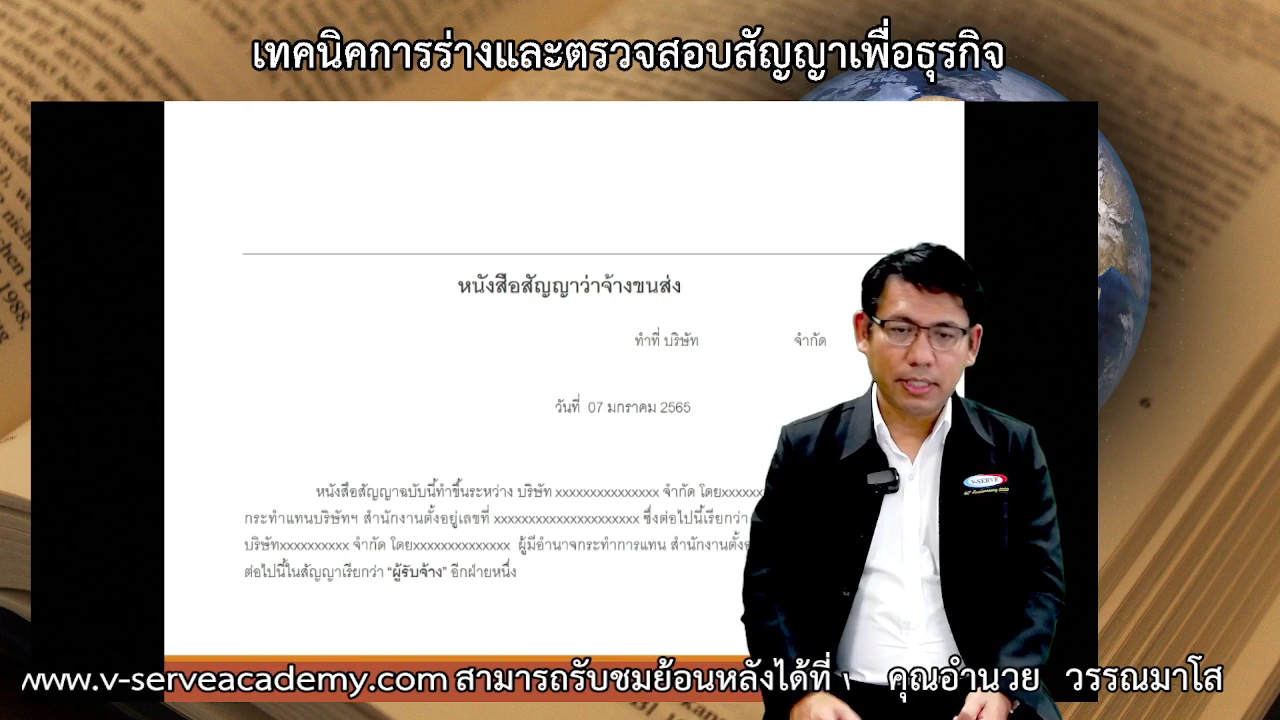 เทคนิคการร่างและตรวจสอบสัญญาเพื่อธุรกิจ
หนังสือสัญญาว่าจ้างขนส่ง
ทำที่ บริษัท จำกัด
วันที่ 07 มกราคม 2565
หนังสือสัญญาฉบับนี้ทำขึ้นระหว่าง บริษัท xxxxxxxxxxxxxxx จำกัด โดยxxxxxx
กระทำแทนบริษัทฯ สำนักงานตั้งอยู่เลขที่ xxxxxxxxxxxxxxxxxxxxx ซึ่งต่อไปนี้เรียกว่า
บริษัทxxxxxxxxxx จำกัด โดยxxxxxxxxxxxxxx ผู้มีอำนาจกระทำการแทน สำนักงานตั้งอ
ต่อไปนี้ในสัญญาเรียกว่า "ผู้รับจ้าง" อีกฝ่ายหนึ่ง
V-SERVE
www.v-serveacademy.com สามารถรับชมย้อนหลังได้ที่
คุณอำนวย วรรณมาโส